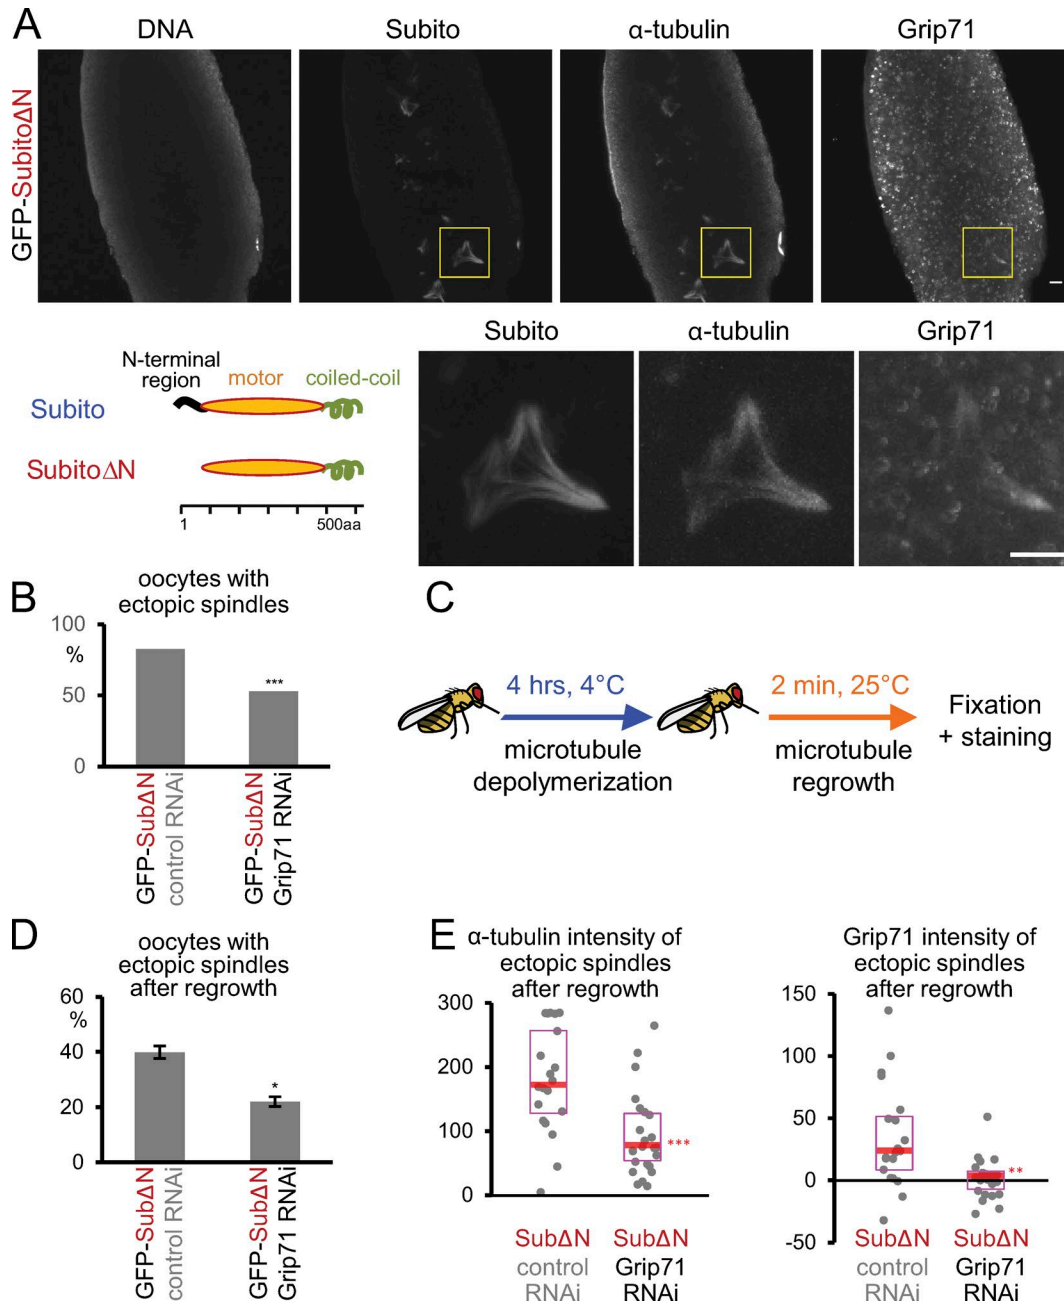 A
DNA
Subito
α-tubulin
Grip71
GFP-SubitoΔN
N-terminal
region
motor
coiled-coil
Subito
SubitoΔN
1
500aa
Subito
α-tubulin
Grip71
B
oocytes with
ectopic spindles
100
%
50
0
***
GFP-SubΔN
control RNAi
GFP-SubΔN
Grip71 RNAi
C
4 hrs, 4°C
microtubule
depolymerization
2 min, 25°C
microtubule
regrowth
Fixation
+ staining
D
oocytes with
ectopic spindles
after regrowth
60
%
40
20
0
*
GFP-SubΔN
control RNAi
GFP-SubΔN
Grip71 RNAi
E
α-tubulin intensity of
ectopic spindles
after regrowth
300
200
100
0
***
SubΔN
control
RNAi
SubΔN
Grip71
RNAi
Grip71 intensity of
ectopic spindles
after regrowth
150
100
50
0
-50
**
SubΔN
control
RNAi
SubΔN
Grip71
RNAi